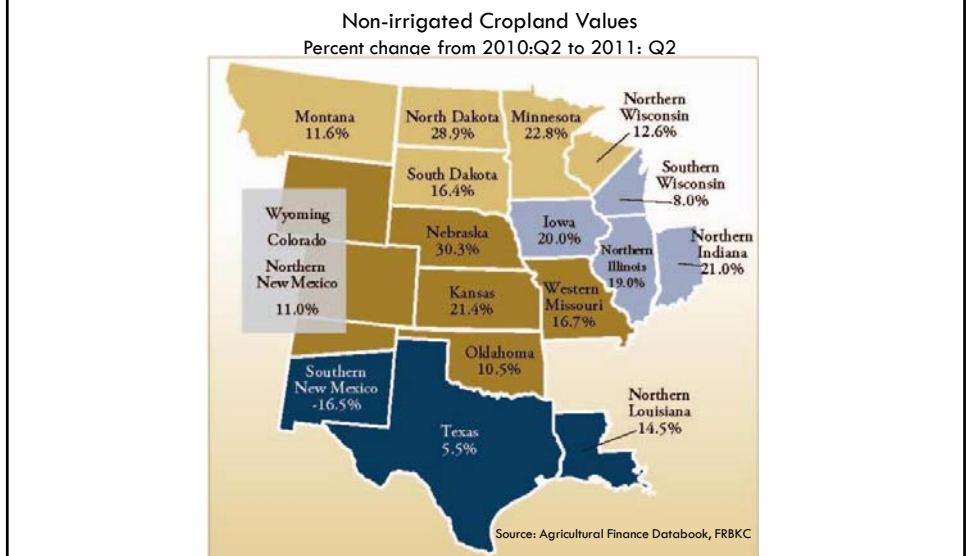 Non-irrigated Cropland Values
Percent change from 2010:Q2 to 2011: Q2
Montana
11.6%
North Dakota
28.9%
Minnesota
22.8%
Northern
Wisconsin
12.6%
South Dakota
16.4%
Southern
Wisconsin
8.0%
Wyoming
Colorado
Northern
New Mexico
11.0%
Nebraska
30.3%
Iowa
20.0%
Northern
Illinois
19.0%
Northern
Indiana
21.0%
Kansas
21.4%
Western
Missouri
16.7%
Oklahoma
10.5%
Southern
New Mexico
-16.5%
Texas
5.5%
Northern
Louisiana
14.5%
Source: Agricultural Finance Databook, FRBKC